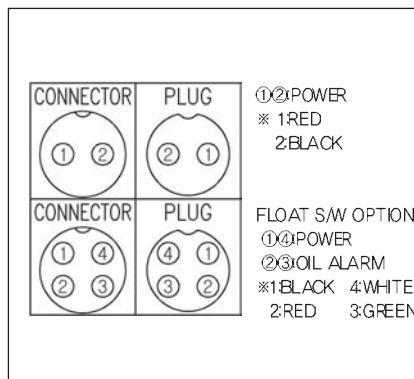 CONNECTOR PLUG
① ② ② ①
①②:POWER
※ 1:RED
2:BLACK
CONNECTOR PLUG
① ④ ④ ①
② ③ ③ ②
FLOAT S/W OPTION
①④:POWER
②③:OIL ALARM
※1:BLACK 4:WHITE
2:RED 3:GREEN